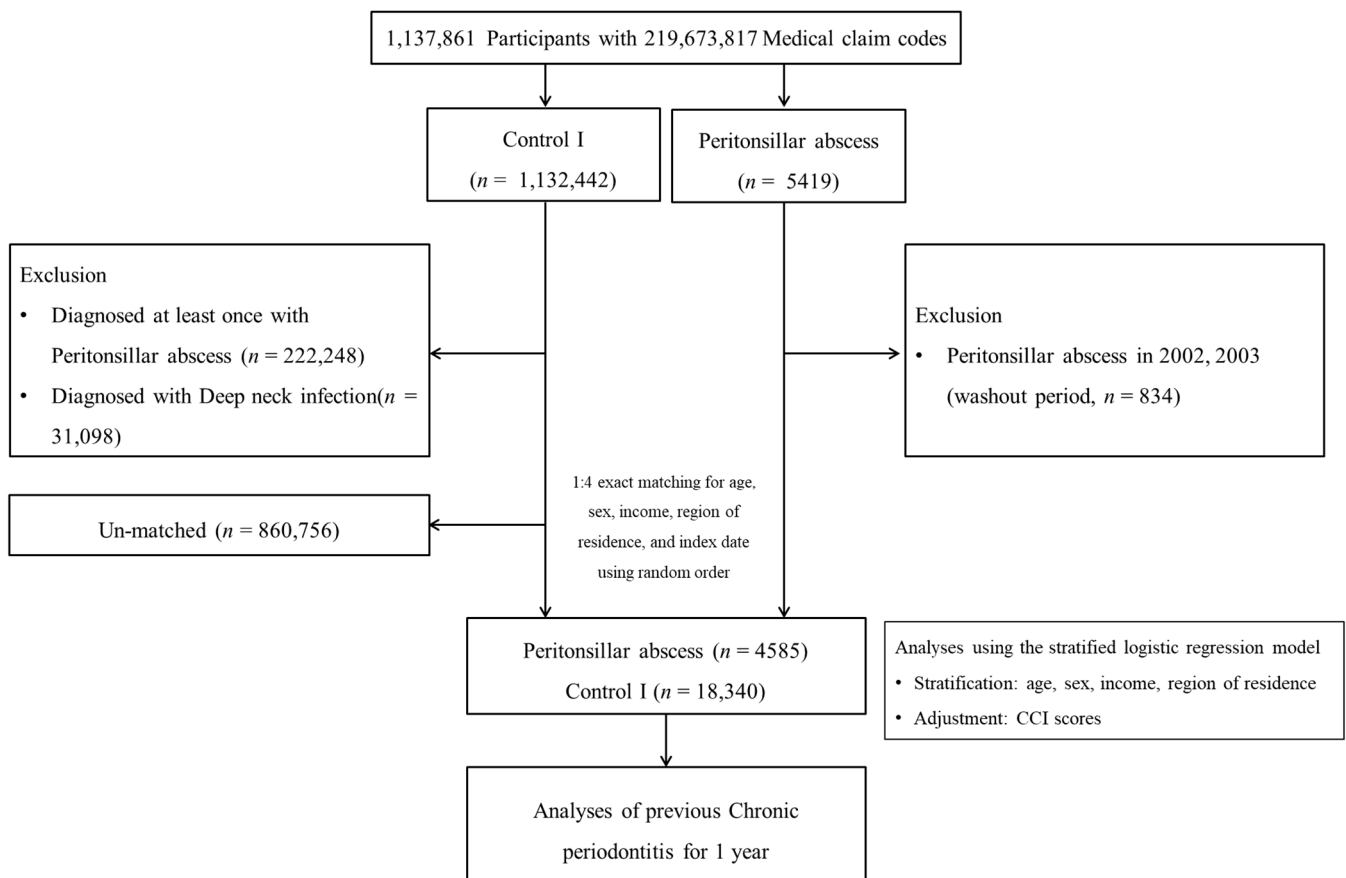 1,137,861 Participants with 219,673,817 Medical claim codes
Control I
(n = 1,132,442)
Peritonsillar abscess
(n = 5419)
Exclusion
• Diagnosed at least once with
Peritonsillar abscess (n = 222,248)
• Diagnosed with Deep neck infection(n =
31,098)
Exclusion
• Peritonsillar abscess in 2002, 2003
(washout period, n = 834)
Un-matched (n = 860,756)
1:4 exact matching for age,
sex, income, region of
residence, and index date
using random order
Peritonsillar abscess (n = 4585)
Control I (n = 18,340)
Analyses using the stratified logistic regression model
• Stratification: age, sex, income, region of residence
• Adjustment: CCI scores
Analyses of previous Chronic
periodontitis for 1 year